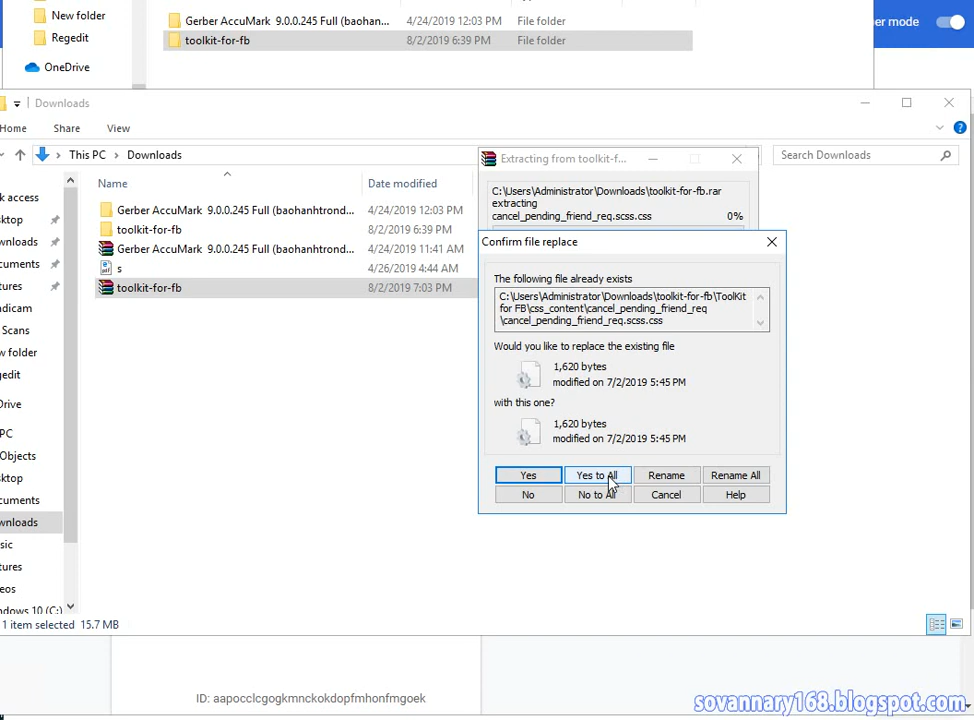 New folder
Regedit
OneDrive
Gerber AccuMark 9.0.0.245 Full (baohan... 4/24/2019 12:03 PM File folder
toolkit-for-fb 8/2/2019 6:39 PM File folder
er mode
Downloads
Home Share View
This PC > Downloads
Search Downloads
k access
sktop
wnloads
cuments
tures
ndicam
Scans
w folder
gedit
Drive
PC
Objects
sktop
cuments
wnloads
sic
tures
eos
ndows 10 (C:)
Name Date modified
Gerber AccuMark 9.0.0.245 Full (baohanhtrond... 4/24/2019 12:03 PM
toolkit-for-fb 8/2/2019 6:39 PM
Gerber AccuMark 9.0.0.245 Full (baohanhtrond... 4/24/2019 11:41 AM
s 4/26/2019 4:44 AM
toolkit-for-fb 8/2/2019 7:03 PM
Extracting from toolkit-f...
C:\Users\Administrator\Downloads\toolkit-for-fb.rar
extracting
cancel_pending_friend_req.scss.css 0%
Confirm file replace
The following file already exists
C:\Users\Administrator\Downloads\toolkit-for-fb\ToolKit
for FB\css_content\cancel_pending_friend_req
\cancel_pending_friend_req.scss.css
Would you like to replace the existing file
1,620 bytes
modified on 7/2/2019 5:45 PM
with this one?
1,620 bytes
modified on 7/2/2019 5:45 PM
Yes Yes to All Rename Rename All
No No to All Cancel Help
1 item selected 15.7 MB
ID: aapocclcgogkmnckokdopfmhonfmgoek
sovannary168.blogspot.com